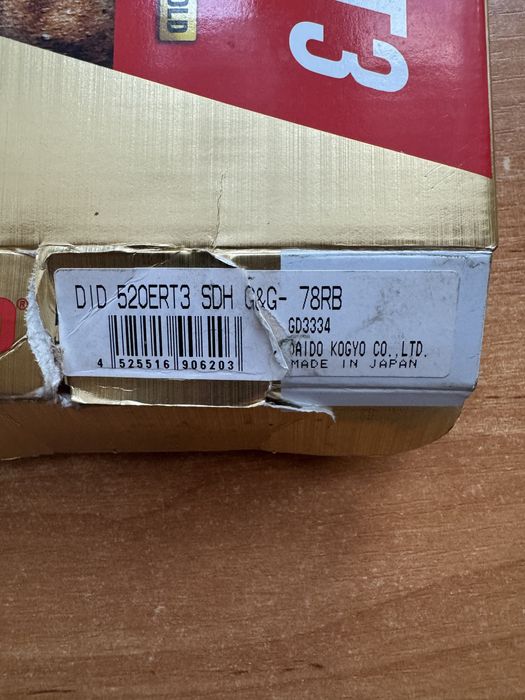 GOLD
T3
DID 520ERT3 SDH G&G- 78RB
GD3334
DAIDO KOGYO CO.,LTD.
MADE IN JAPAN
4 525516 906203
®